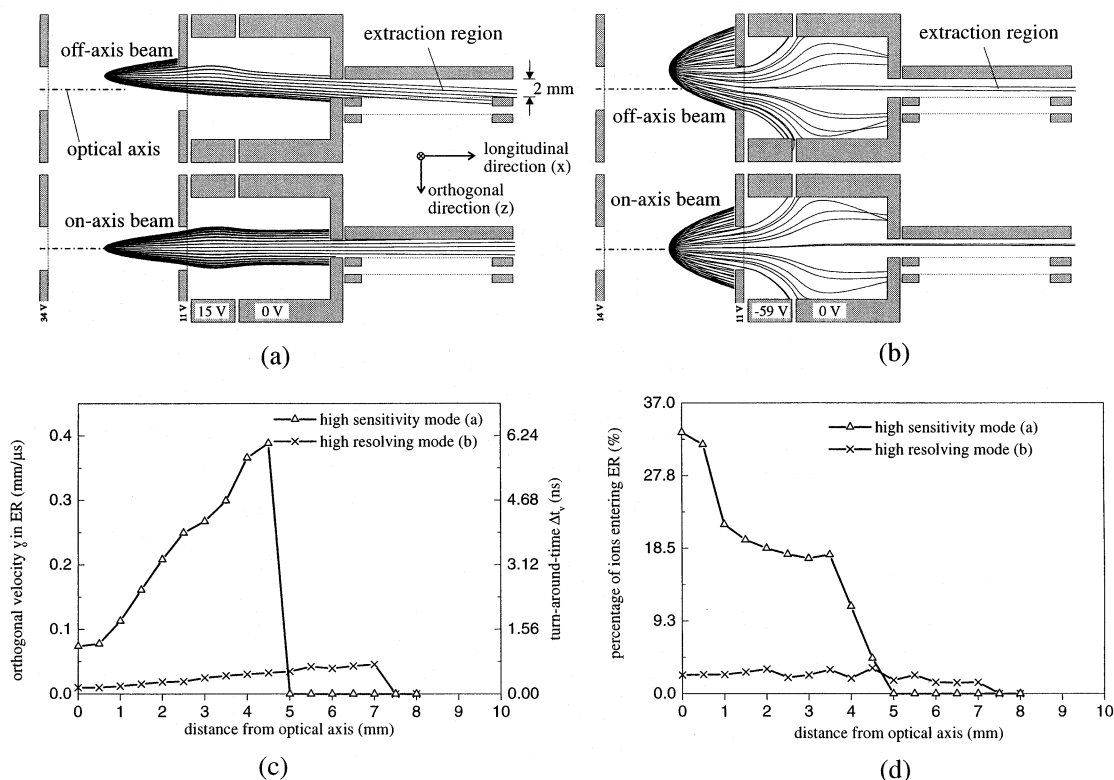 off-axis beam
extraction region
2 mm
optical axis
longitudinal
direction (x)
orthogonal
direction (z)
on-axis beam
34 V
11 V
15 V
0 V
(a)
extraction region
off-axis beam
on-axis beam
14 V
11 V
-59 V
0 V
(b)
high sensitivity mode (a)
high resolving mode (b)
orthogonal velocity γ in ER (mm/μs)
0.4
0.3
0.2
0.1
0.0
6.24
4.68
3.12
1.56
0.00
turn-around-time Δtv (ns)
0 1 2 3 4 5 6 7 8 9 10
distance from optical axis (mm)
(c)
high sensitivity mode (a)
high resolving mode (b)
percentage of ions entering ER (%)
37.0
27.8
18.5
9.3
0.0
0 1 2 3 4 5 6 7 8 9 10
distance from optical axis (mm)
(d)